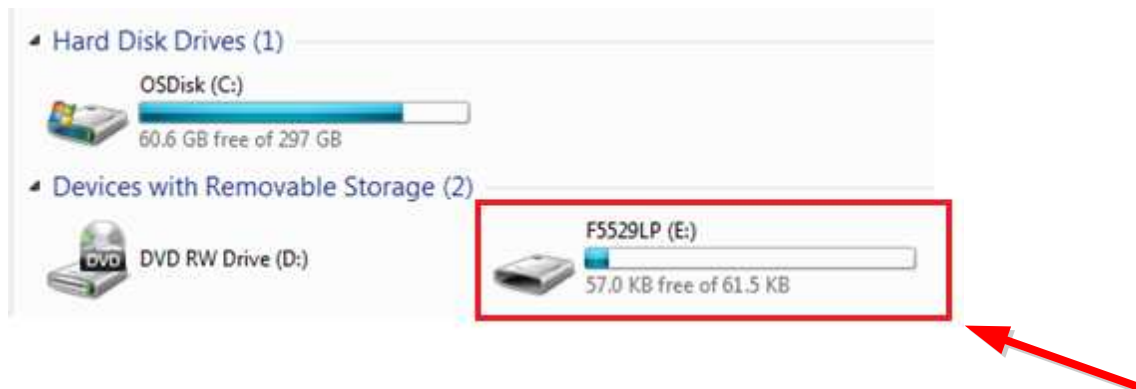 Hard Disk Drives (1)
OSDisk (C:)
60.6 GB free of 297 GB
Devices with Removable Storage (2)
DVD
DVD RW Drive (D:)
F5529LP (E:)
57.0 KB free of 61.5 KB